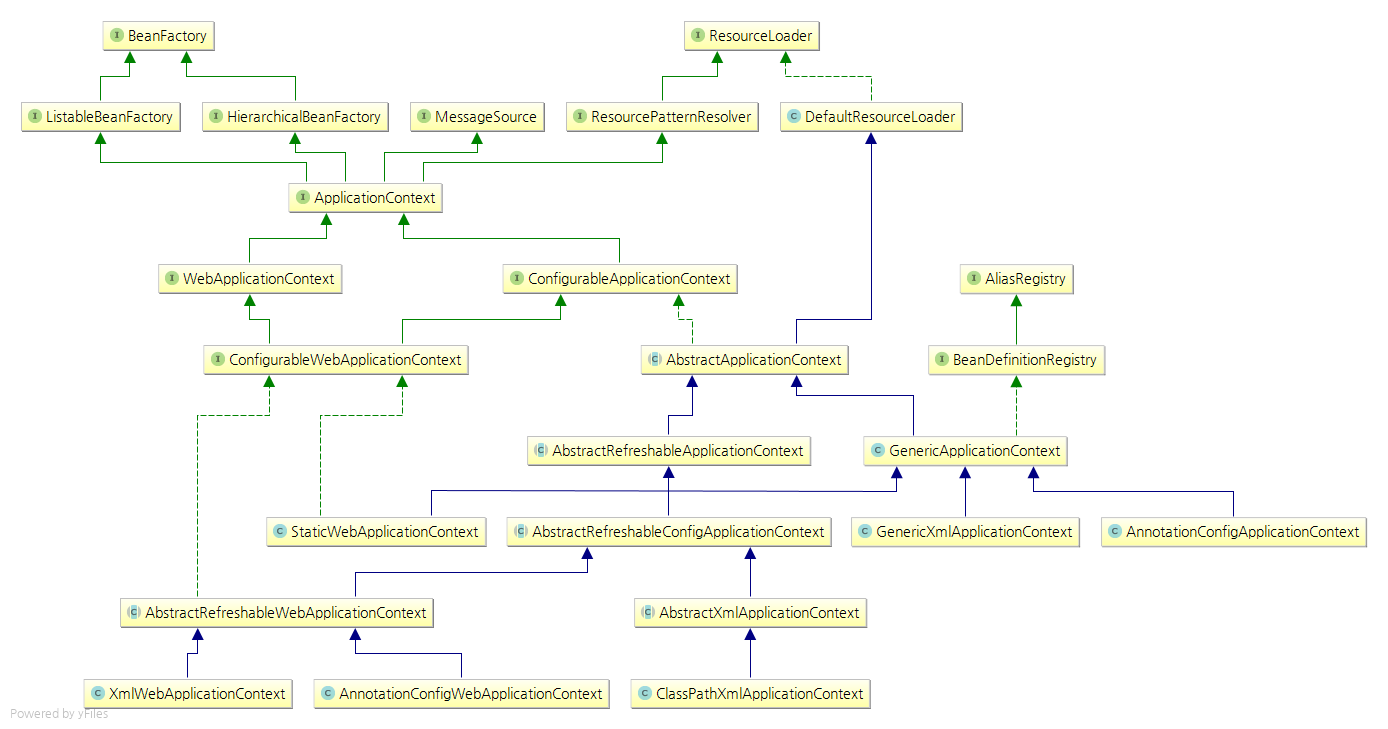 BeanFactory
ResourceLoader
ListableBeanFactory
HierarchicalBeanFactory
MessageSource
ResourcePatternResolver
DefaultResourceLoader
ApplicationContext
WebApplicationContext
ConfigurableApplicationContext
AliasRegistry
ConfigurableWebApplicationContext
AbstractApplicationContext
BeanDefinitionRegistry
AbstractRefreshableApplicationContext
GenericApplicationContext
StaticWebApplicationContext
AbstractRefreshableConfigApplicationContext
GenericXmlApplicationContext
AnnotationConfigApplicationContext
AbstractRefreshableWebApplicationContext
AbstractXmlApplicationContext
XmlWebApplicationContext
AnnotationConfigWebApplicationContext
ClassPathXmlApplicationContext
Powered by yFiles